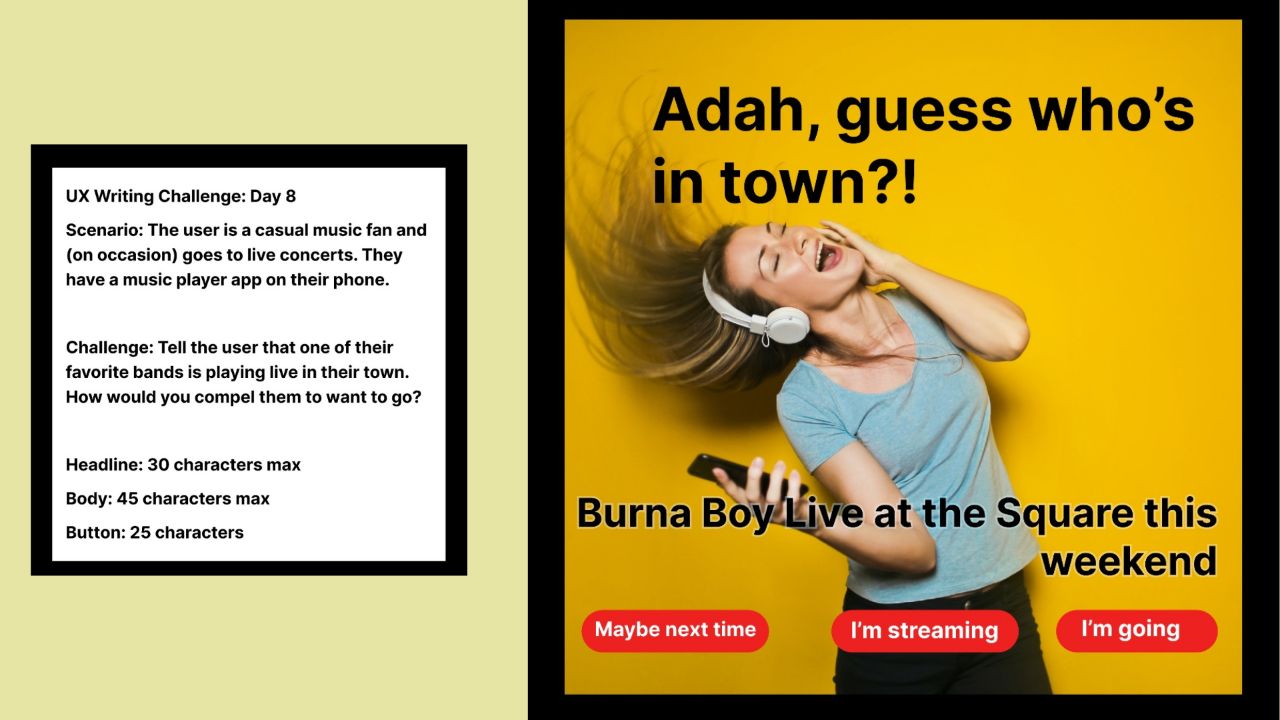 UX Writing Challenge: Day 8
Scenario: The user is a casual music fan and
(on occasion) goes to live concerts. They
have a music player app on their phone.
Challenge: Tell the user that one of their
favorite bands is playing live in their town.
How would you compel them to want to go?
Headline: 30 characters max
Body: 45 characters max
Button: 25 characters
Adah, guess who’s
in town?!
Burna Boy Live at the Square this
weekend
Maybe next time
I’m streaming
I’m going